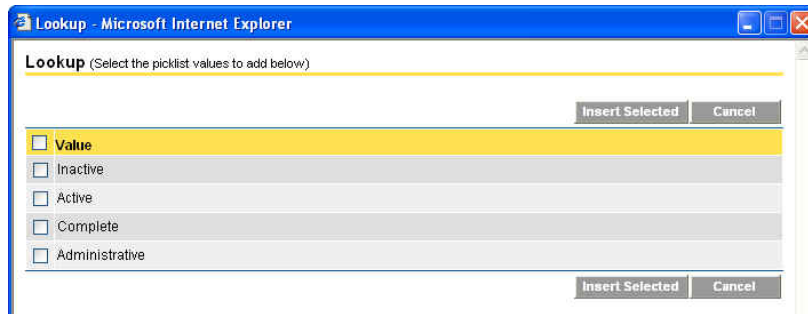 Lookup - Microsoft Internet Explorer
Lookup (Select the picklist values to add below)
Insert Selected Cancel
Value
Inactive
Active
Complete
Administrative
Insert Selected Cancel